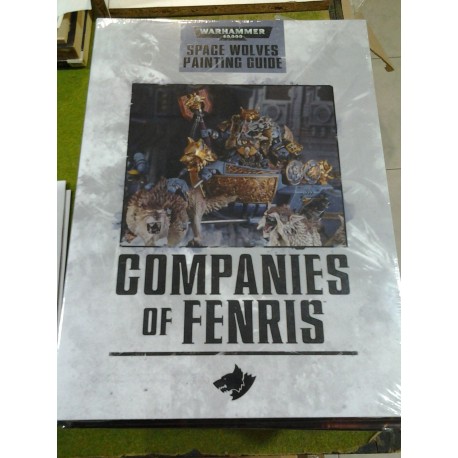 WARHAMMER
40,000
SPACE WOLVES
PAINTING GUIDE
COMPANIES
OF FENRIS